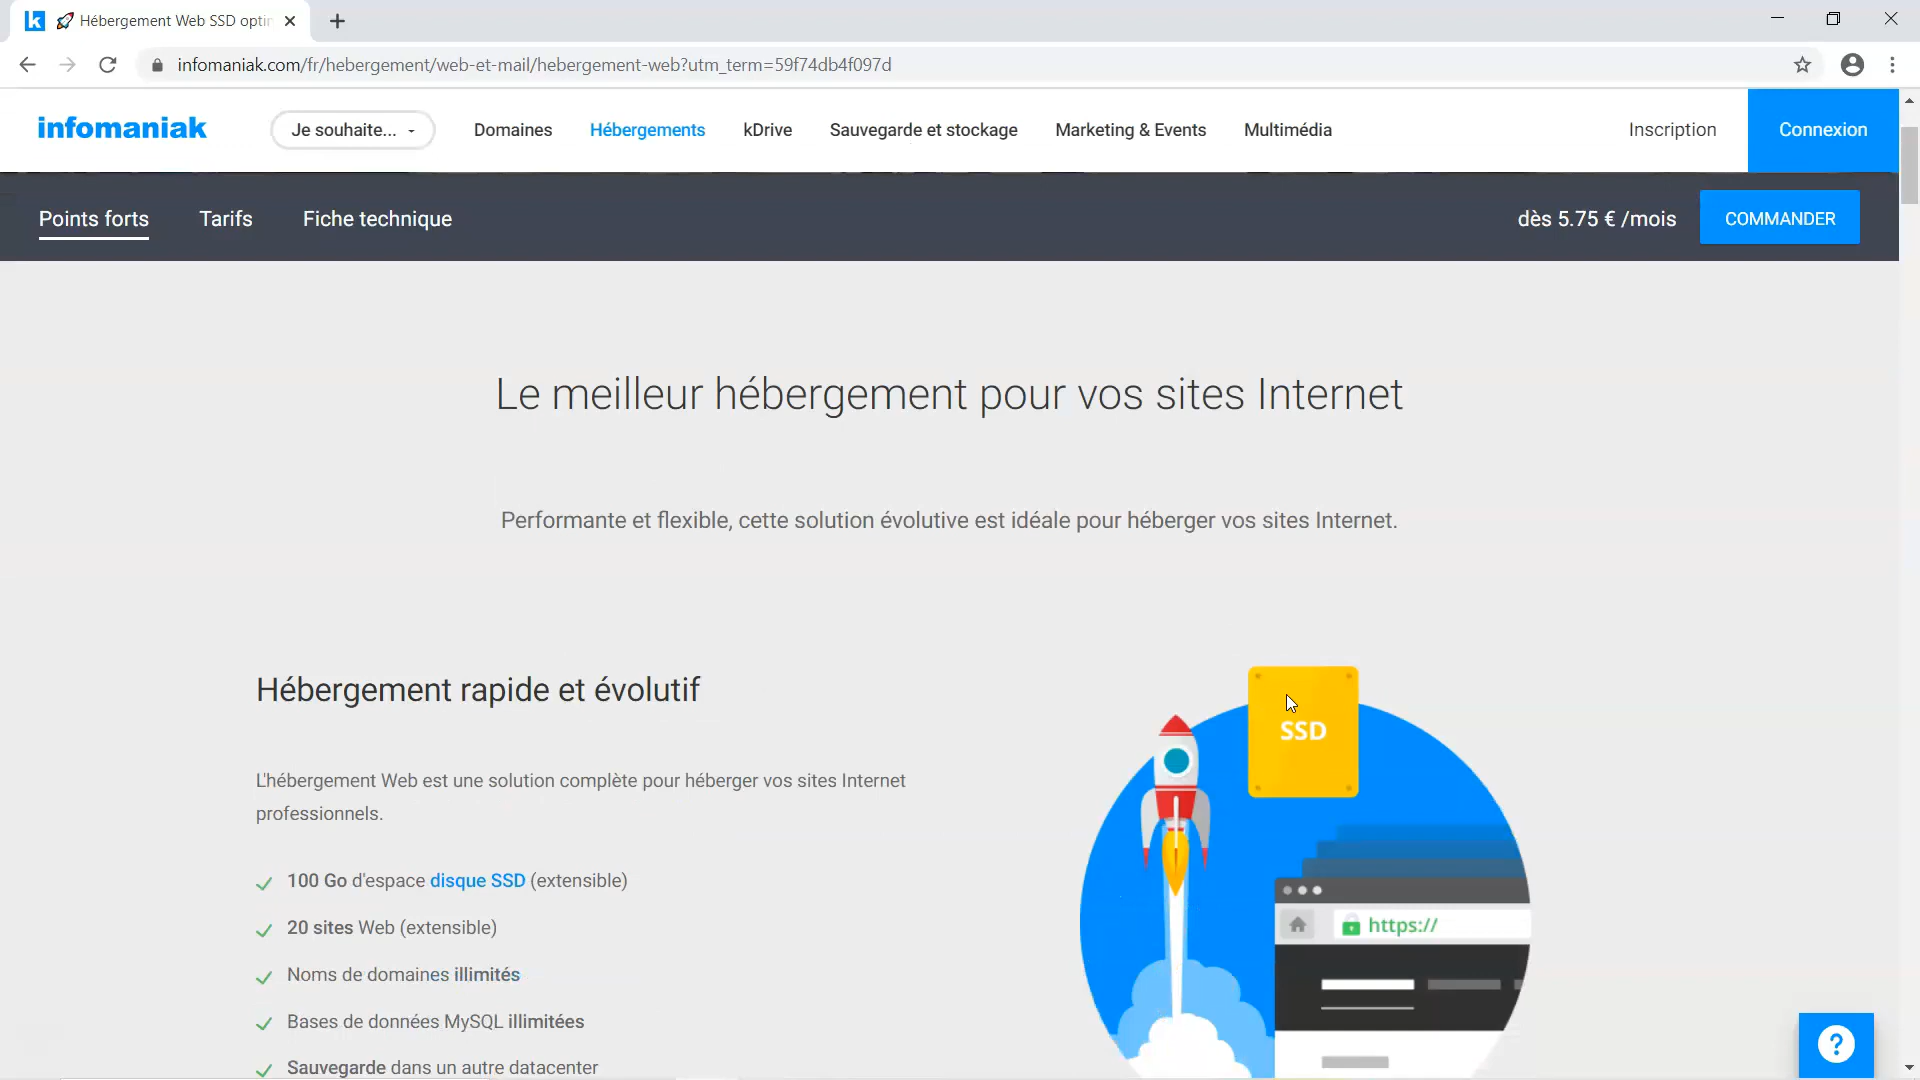 Hébergement Web SSD optim
infomaniak.com/fr/hebergement/web-et-mail/hebergement-web?utm_term=59f74db4f097d
infomaniak
Je souhaite...
Domaines
Hébergements
kDrive
Sauvegarde et stockage
Marketing & Events
Multimédia
Inscription
Connexion
Points forts
Tarifs
Fiche technique
dès 5.75 € /mois
COMMANDER
Le meilleur hébergement pour vos sites Internet
Performante et flexible, cette solution évolutive est idéale pour héberger vos sites Internet.
Hébergement rapide et évolutif
L'hébergement Web est une solution complète pour héberger vos sites Internet
professionnels.
100 Go d'espace disque SSD (extensible)
20 sites Web (extensible)
Noms de domaines illimités
Bases de données MySQL illimitées
Sauvegarde dans un autre datacenter
SSD
https://
?